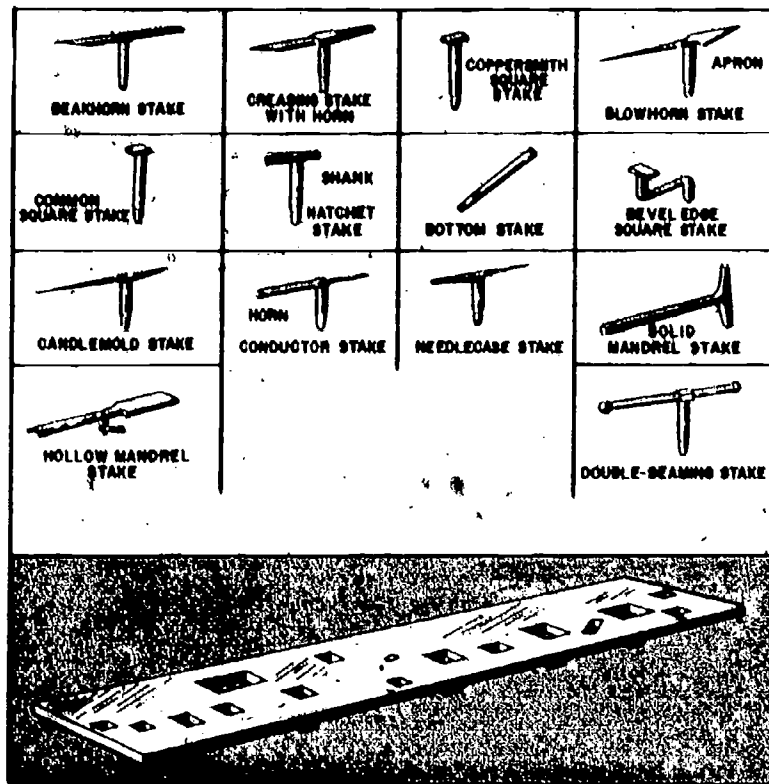 BEAKHORN STAKE
CREASING STAKE
WITH HORN
COPPERSMITH
SQUARE
STAKE
APRON
BLOWHORN STAKE
COMMON
SQUARE STAKE
SHANK
HATCHET
STAKE
BOTTOM STAKE
BEVEL EDGE
SQUARE STAKE
CANDLEMOLD STAKE
HORN
CONDUCTOR STAKE
NEEDLECASE STAKE
SOLID
MANDREL STAKE
HOLLOW MANDREL
STAKE
DOUBLE-SEAMING STAKE